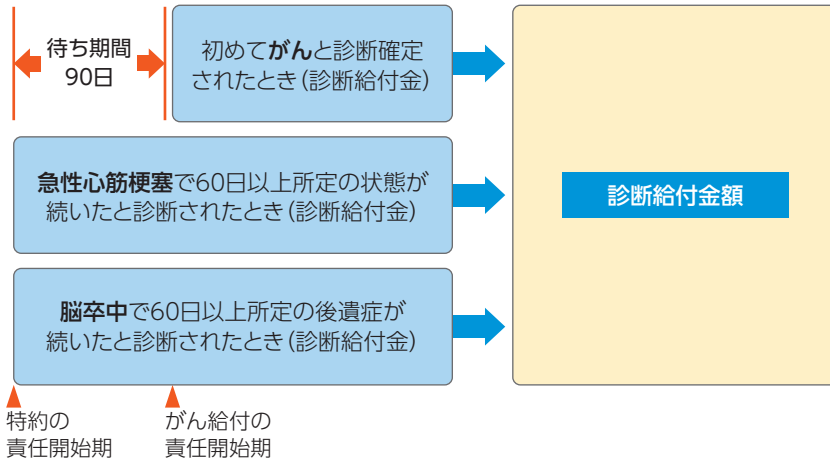 待ち期間
90日
初めてがんと診断確定
されたとき(診断給付金)
急性心筋梗塞で60日以上所定の状態が
続いたと診断されたとき(診断給付金)
診断給付金額
脳卒中で60日以上所定の後遺症が
続いたと診断されたとき(診断給付金)
特約の
責任開始期
がん給付の
責任開始期